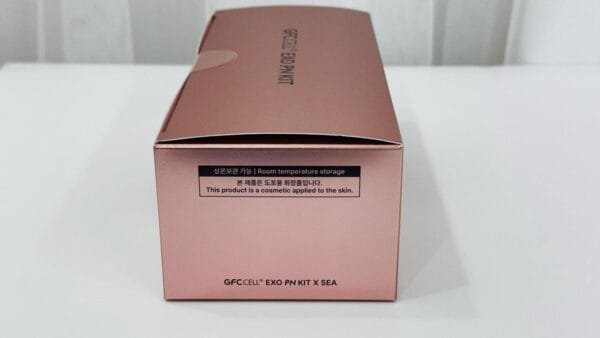 GFCCELL® EXO PN KIT
상온보관 가능 | Room temperature storage
본 제품은 도포용 화장품입니다.
This product is a cosmetic applied to the skin.
GFCCELL® EXO PN KIT X 5EA